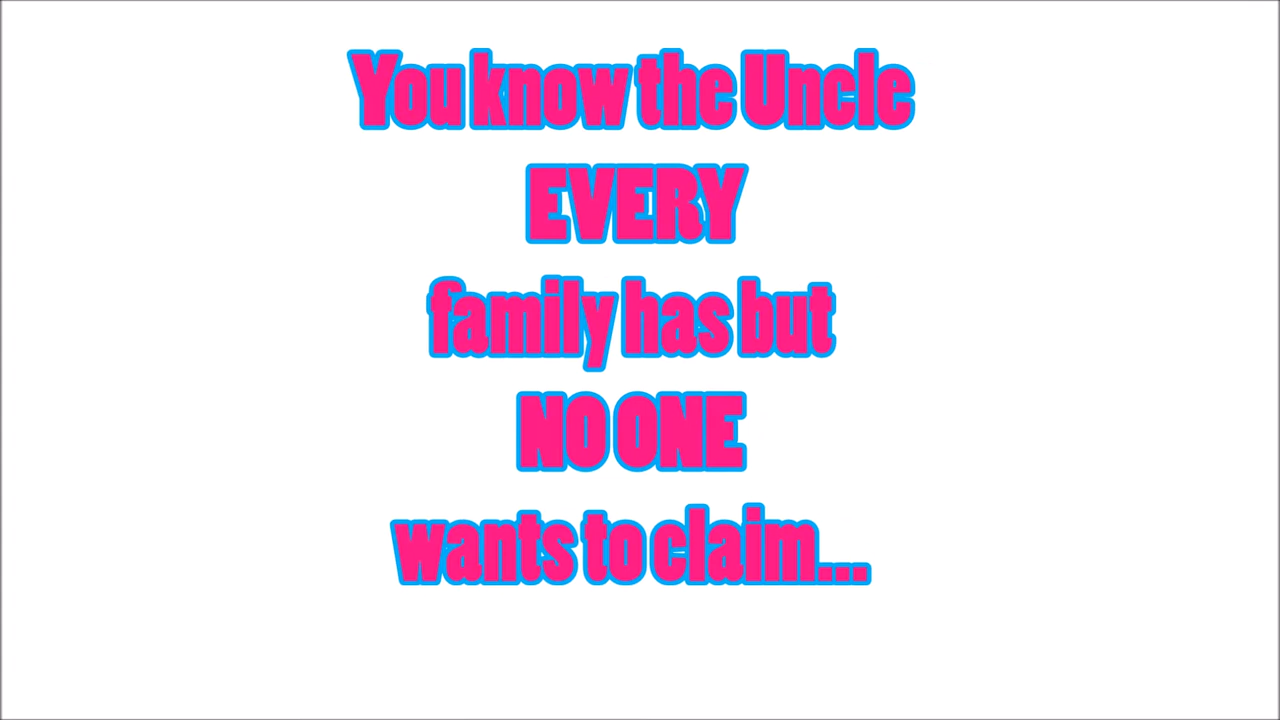 You know the Uncle
EVERY
family has but
NO ONE
wants to claim...